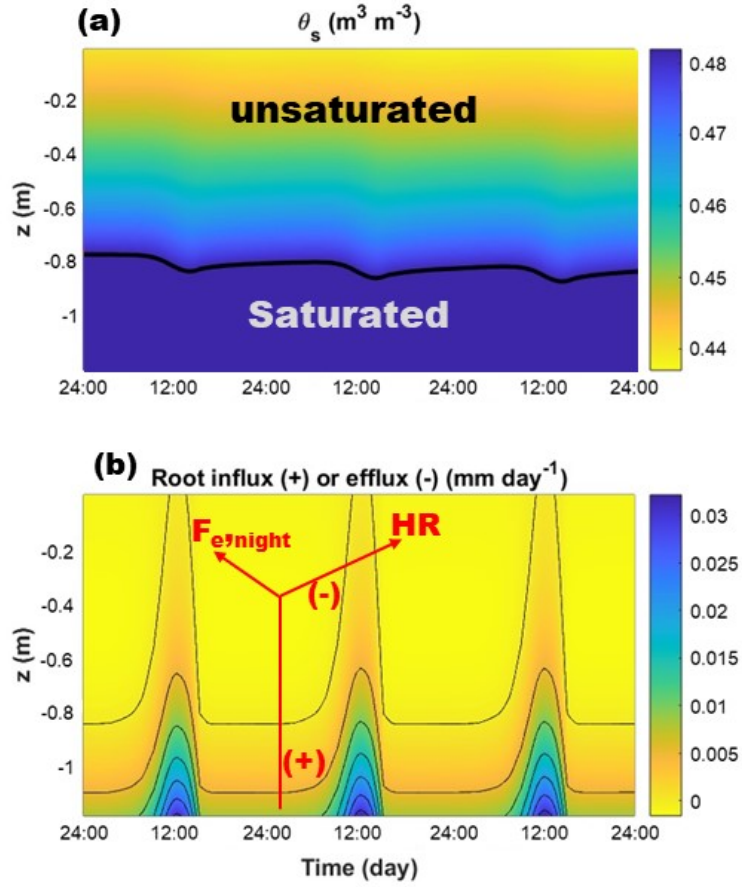 (a)
θs (m³ m⁻³)
unsaturated
Saturated
z (m)
-0.2
-0.4
-0.6
-0.8
-1
24:00 12:00 24:00 12:00 24:00 12:00 24:00
0.48
0.47
0.46
0.45
0.44
(b)
Root influx (+) or efflux (-) (mm day⁻¹)
Fe,night
HR
(-)
(+)
z (m)
-0.2
-0.4
-0.6
-0.8
-1
24:00 12:00 24:00 12:00 24:00 12:00 24:00
Time (day)
0.03
0.025
0.02
0.015
0.01
0.005
0